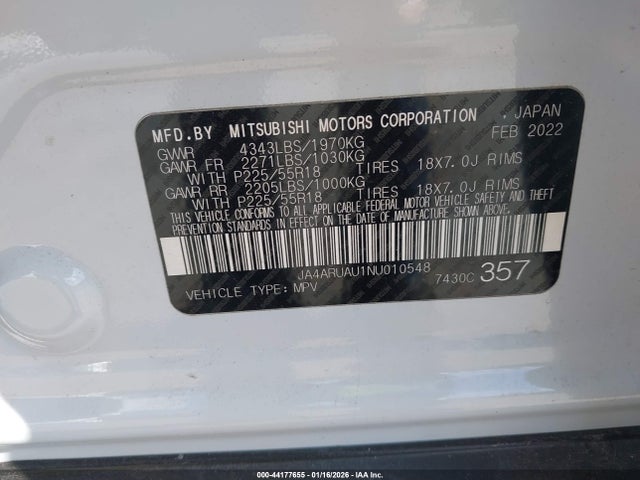 MFD.BY MITSUBISHI MOTORS CORPORATION . JAPAN
GVWR 4343LBS/1970KG FEB 2022
GAWR FR 2271LBS/1030KG
WITH P225/55R18 TIRES 18X7.0J RIMS
GAWR RR 2205LBS/1000KG
WITH P225/55R18 TIRES 18X7.0J RIMS
THIS VEHICLE CONFORMS TO ALL APPLICABLE FEDERAL MOTOR VEHICLE SAFETY AND THEFT
PREVENTION STANDARDS IN EFFECT ON THE DATE OF MANUFACTURE SHOWN ABOVE.
JA4ARUAU1NU010548
VEHICLE TYPE: MPV 7430C 357
000-44177655 - 01/16/2026 - IAA Inc.